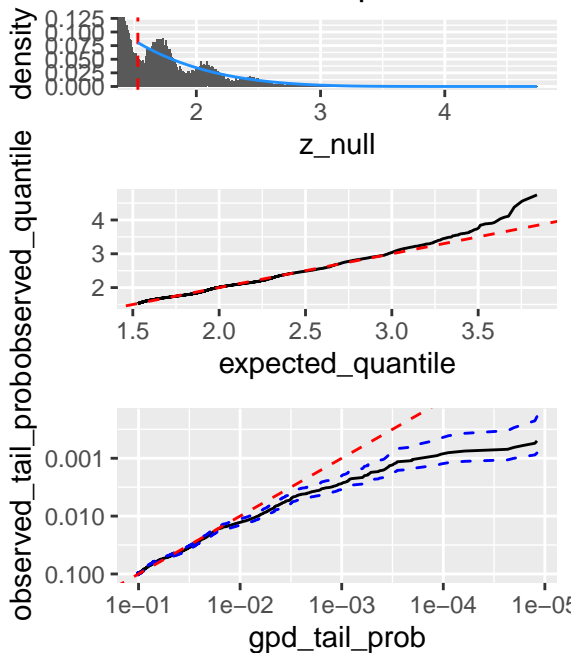 0.125
0.100
0.075
0.050
0.025
0.000
density
2 3 4
z_null
4
3
2
observed_quantile
1.5 2.0 2.5 3.0 3.5
expected_quantile
0.001
0.010
0.100
observed_tail_prob
1e-01 1e-02 1e-03 1e-04 1e-05
gpd_tail_prob